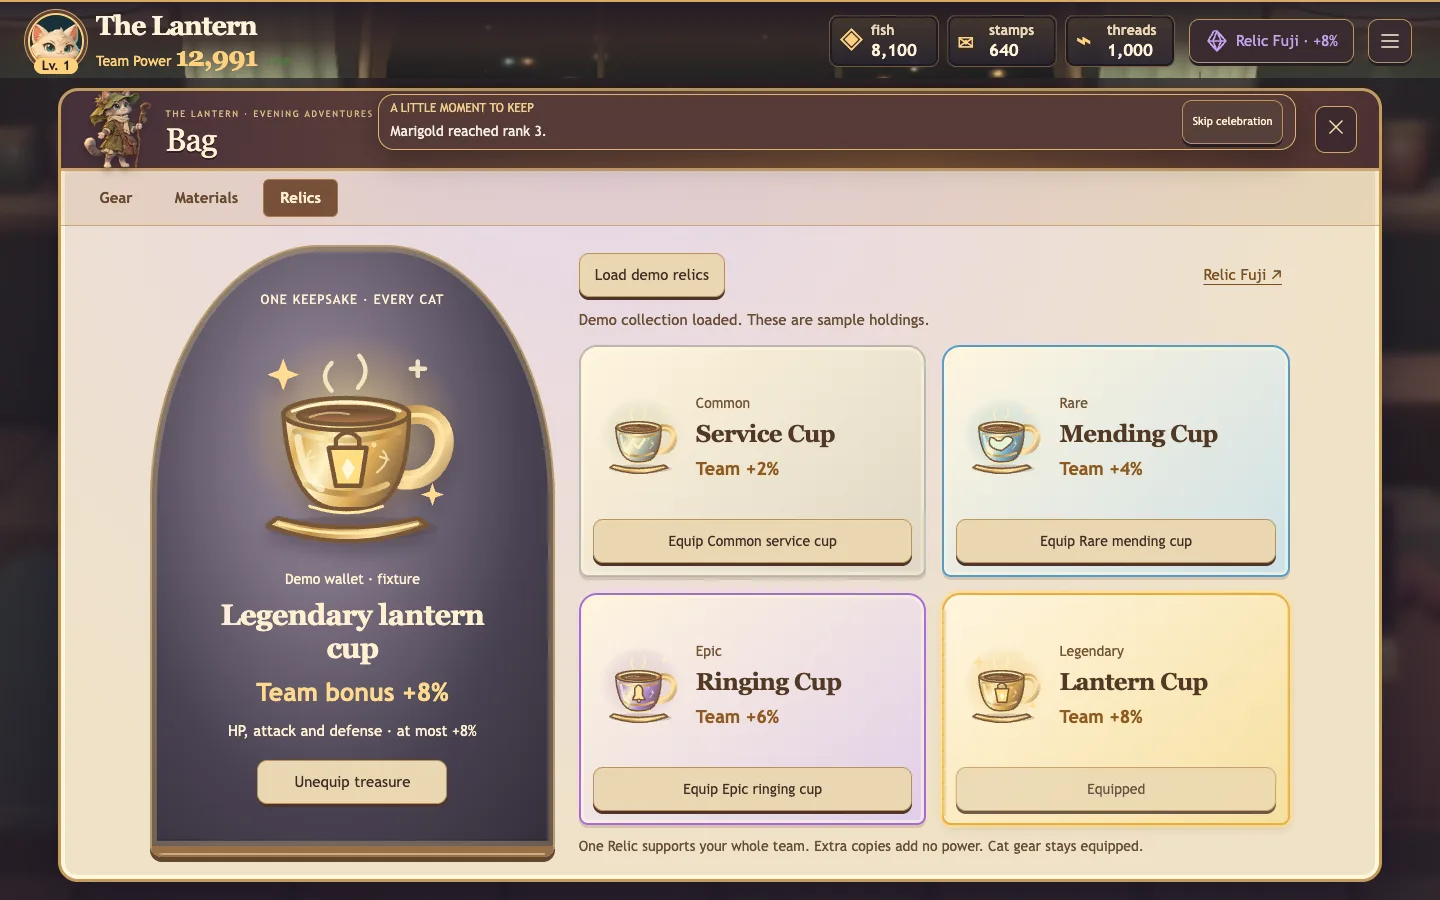 The Lantern
Team Power 12,991
Lv. 1
fish
8,100
stamps
640
threads
1,000
Relic Fuji · +8%
THE LANTERN · EVENING ADVENTURES
Bag
A LITTLE MOMENT TO KEEP
Marigold reached rank 3.
Skip celebration
Gear
Materials
Relics
ONE KEEPSAKE · EVERY CAT
Demo wallet · fixture
Legendary lantern
cup
Team bonus +8%
HP, attack and defense · at most +8%
Unequip treasure
Load demo relics
Relic Fuji ↗
Demo collection loaded. These are sample holdings.
Common
Service Cup
Team +2%
Equip Common service cup
Rare
Mending Cup
Team +4%
Equip Rare mending cup
Epic
Ringing Cup
Team +6%
Equip Epic ringing cup
Legendary
Lantern Cup
Team +8%
Equipped
One Relic supports your whole team. Extra copies add no power. Cat gear stays equipped.